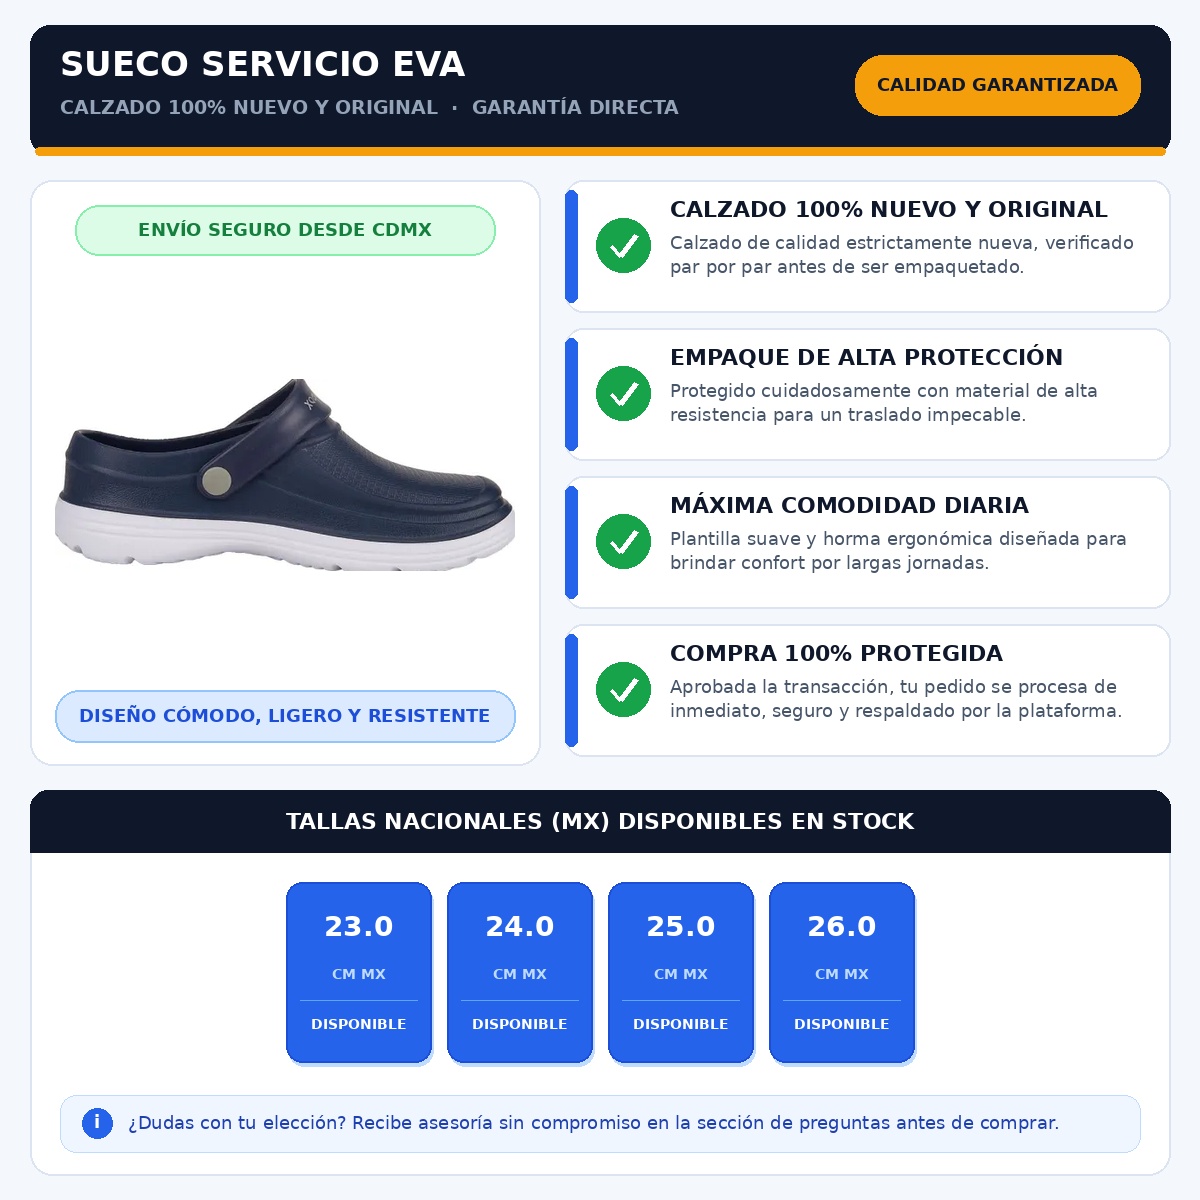 SUECO SERVICIO EVA
CALZADO 100% NUEVO Y ORIGINAL · GARANTÍA DIRECTA
CALIDAD GARANTIZADA
ENVÍO SEGURO DESDE CDMX
DISEÑO CÓMODO, LIGERO Y RESISTENTE
CALZADO 100% NUEVO Y ORIGINAL
Calzado de calidad estrictamente nueva, verificado
par por par antes de ser empaquetado.
EMPAQUE DE ALTA PROTECCIÓN
Protegido cuidadosamente con material de alta
resistencia para un traslado impecable.
MÁXIMA COMODIDAD DIARIA
Plantilla suave y horma ergonómica diseñada para
brindar confort por largas jornadas.
COMPRA 100% PROTEGIDA
Aprobada la transacción, tu pedido se procesa de
inmediato, seguro y respaldado por la plataforma.
TALLAS NACIONALES (MX) DISPONIBLES EN STOCK
23.0 24.0 25.0 26.0
CM MX CM MX CM MX CM MX
DISPONIBLE DISPONIBLE DISPONIBLE DISPONIBLE
i ¿Dudas con tu elección? Recibe asesoría sin compromiso en la sección de preguntas antes de comprar.